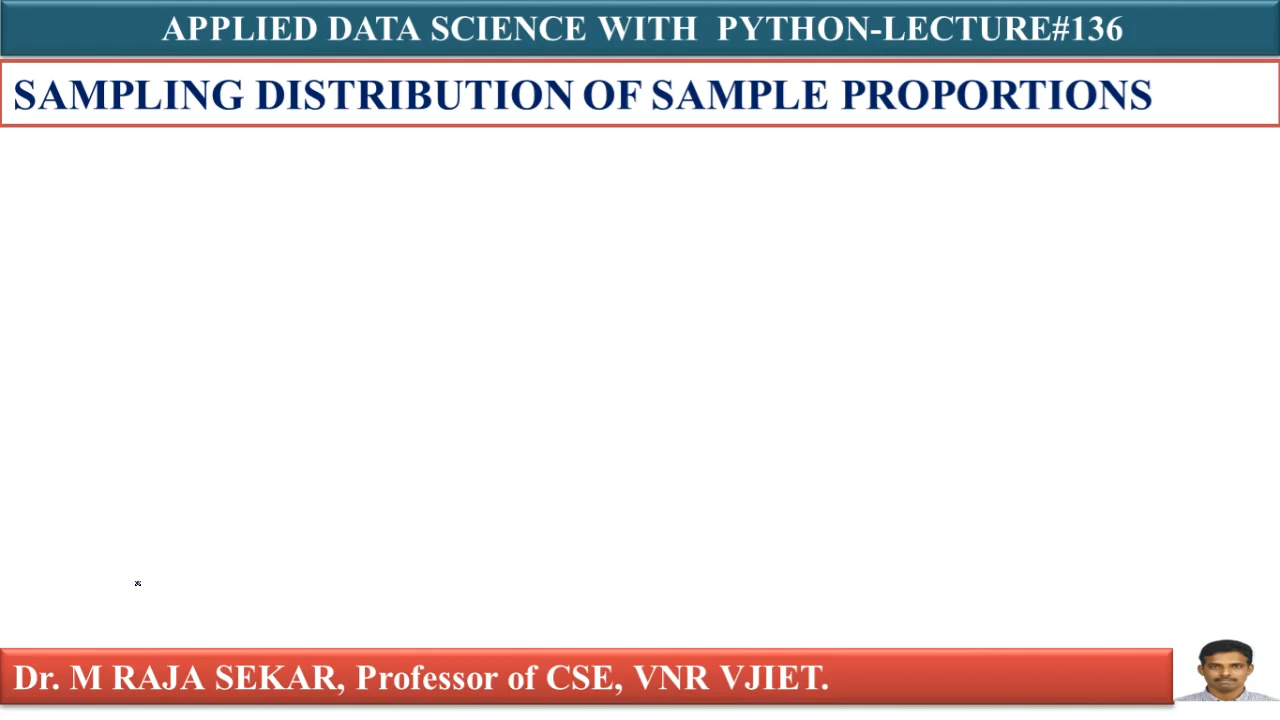 APPLIED DATA SCIENCE WITH PYTHON-LECTURE#136
SAMPLING DISTRIBUTION OF SAMPLE PROPORTIONS
Dr. M RAJA SEKAR, Professor of CSE, VNR VJIET.